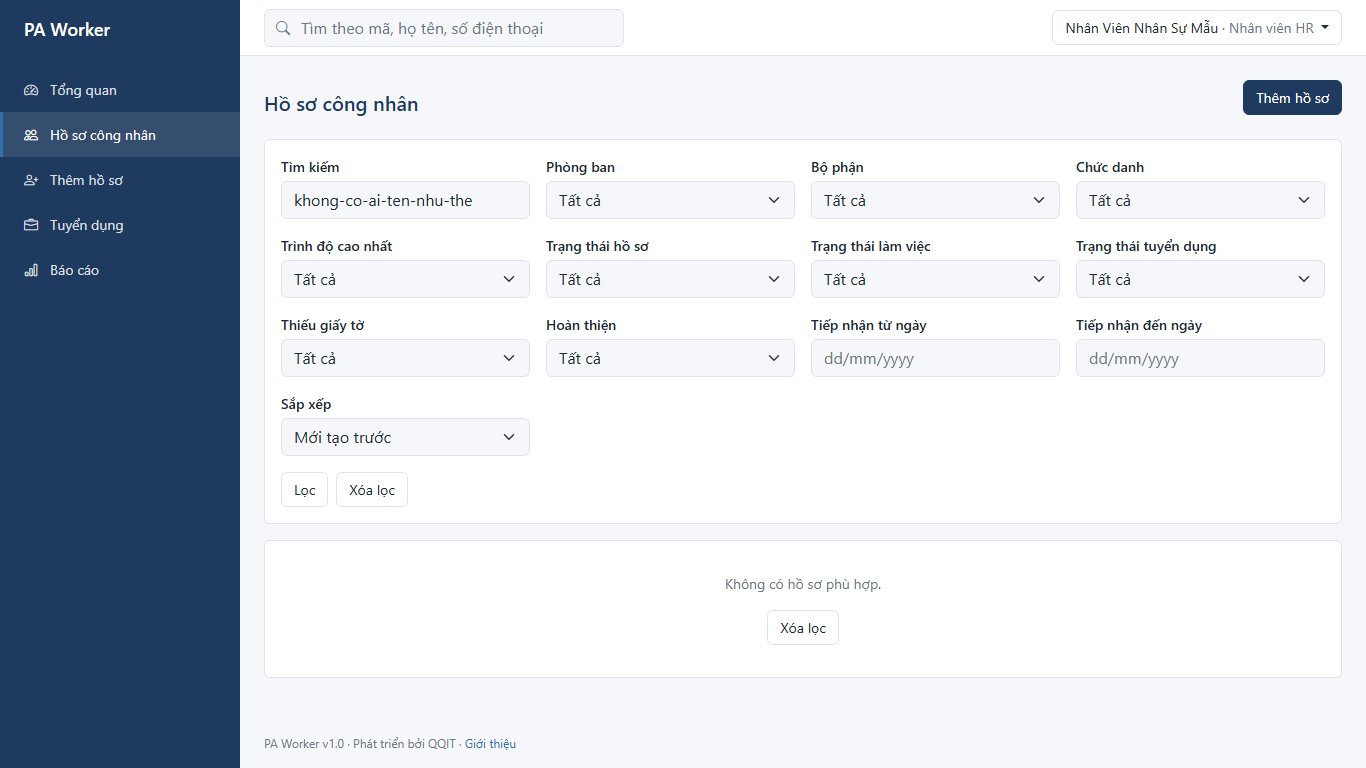 PA Worker
Tìm theo mã, họ tên, số điện thoại
Nhân Viên Nhân Sự Mẫu · Nhân viên HR
Tổng quan
Hồ sơ công nhân
Thêm hồ sơ
Tuyển dụng
Báo cáo
Hồ sơ công nhân
Thêm hồ sơ
Tìm kiếm
Phòng ban
Bộ phận
Chức danh
khong-co-ai-ten-nhu-the
Tất cả
Tất cả
Tất cả
Trình độ cao nhất
Trạng thái hồ sơ
Trạng thái làm việc
Trạng thái tuyển dụng
Tất cả
Tất cả
Tất cả
Tất cả
Thiếu giấy tờ
Hoàn thiện
Tiếp nhận từ ngày
Tiếp nhận đến ngày
Tất cả
Tất cả
dd/mm/yyyy
dd/mm/yyyy
Sắp xếp
Mới tạo trước
Lọc
Xóa lọc
Không có hồ sơ phù hợp.
Xóa lọc
PA Worker v1.0 · Phát triển bởi QQIT · Giới thiệu